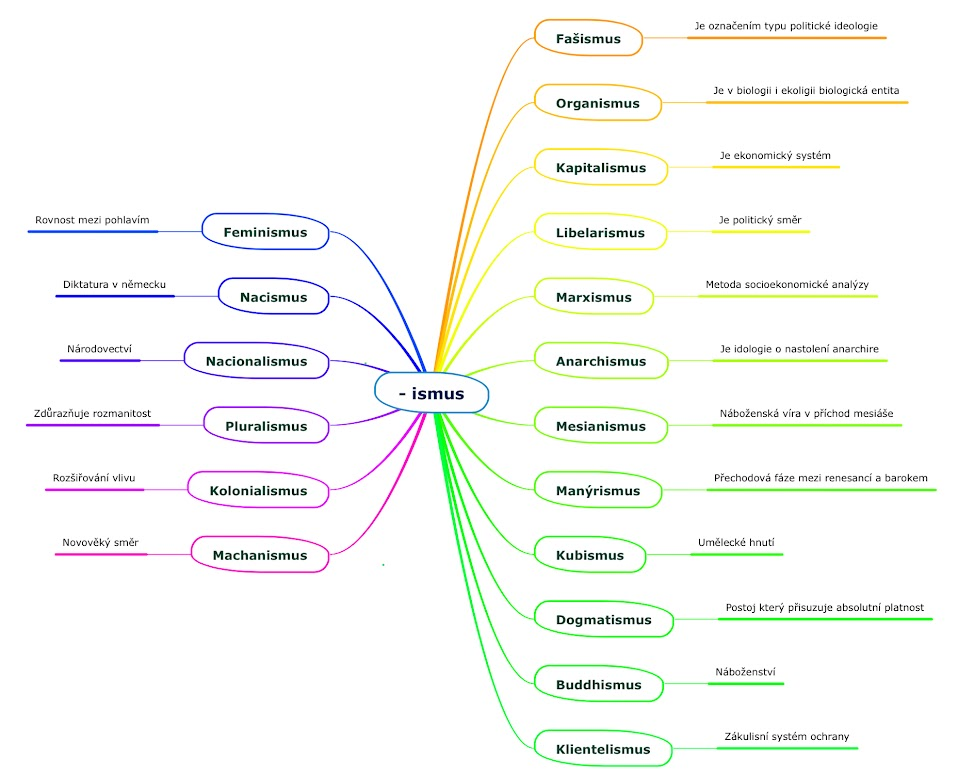 - ismus
Fašismus
Je označením typu politické ideologie
Organismus
Je v biologii i ekoligii biologická entita
Kapitalismus
Je ekonomický systém
Libelarismus
Je politický směr
Marxismus
Metoda socioekonomické analýzy
Anarchismus
Je idologie o nastolení anarchire
Mesianismus
Náboženská víra v příchod mesiáše
Manýrismus
Přechodová fáze mezi renesancí a barokem
Kubismus
Umělecké hnutí
Dogmatismus
Postoj který přisuzuje absolutní platnost
Buddhismus
Náboženství
Klientelismus
Zákulisní systém ochrany
Feminismus
Rovnost mezi pohlavím
Nacismus
Diktatura v německu
Nacionalismus
Národovectví
Pluralismus
Zdůrazňuje rozmanitost
Kolonialismus
Rozšiřování vlivu
Machanismus
Novověký směr